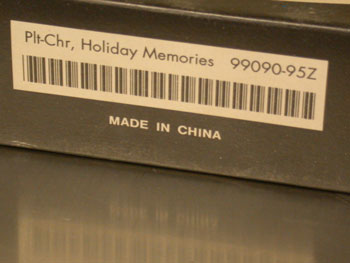 Plt-Chr, Holiday Memories 99090-95Z
MADE IN CHINA